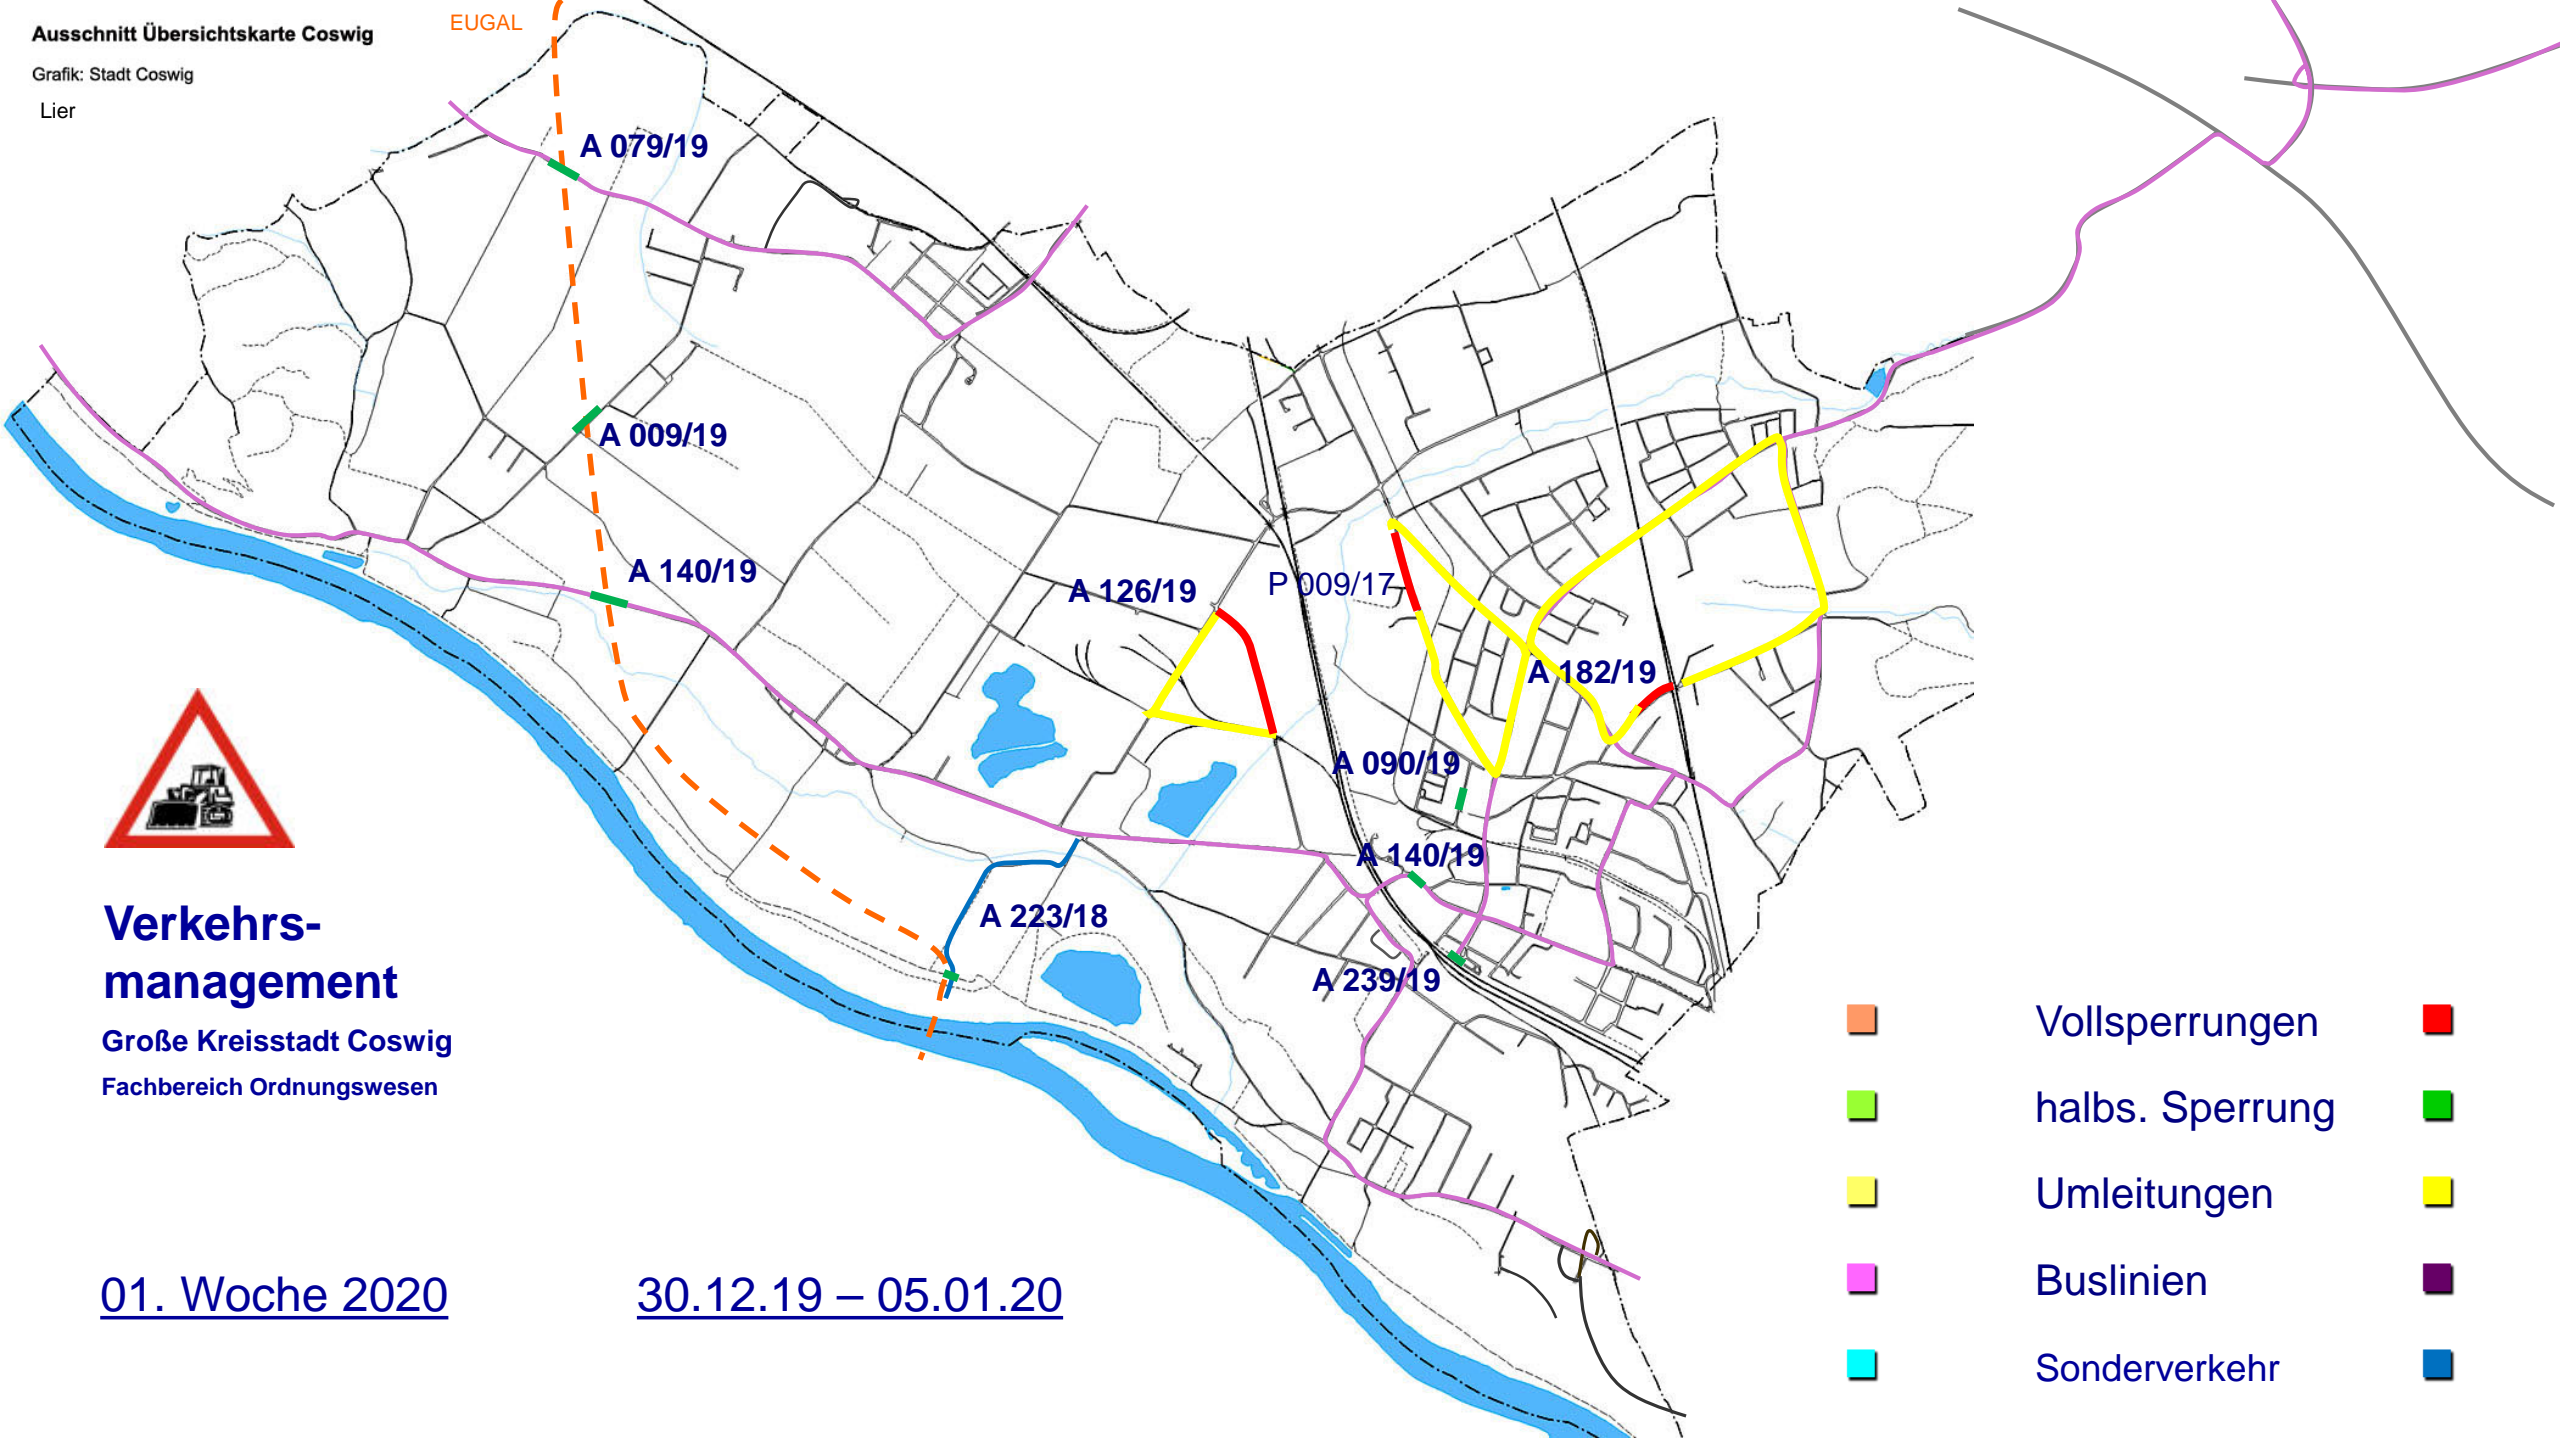 Ausschnitt Übersichtskarte Coswig
EUGAL
Grafik: Stadt Coswig
Lier
A 079/19
A 009/19
A 140/19
A 126/19
P 009/17
A 182/19
A 090/19
A 140/19
A 223/18
A 239/19
Verkehrs-
management
Große Kreisstadt Coswig
Fachbereich Ordnungswesen
01. Woche 2020
30.12.19 – 05.01.20
Vollsperrungen
halbs. Sperrung
Umleitungen
Buslinien
Sonderverkehr